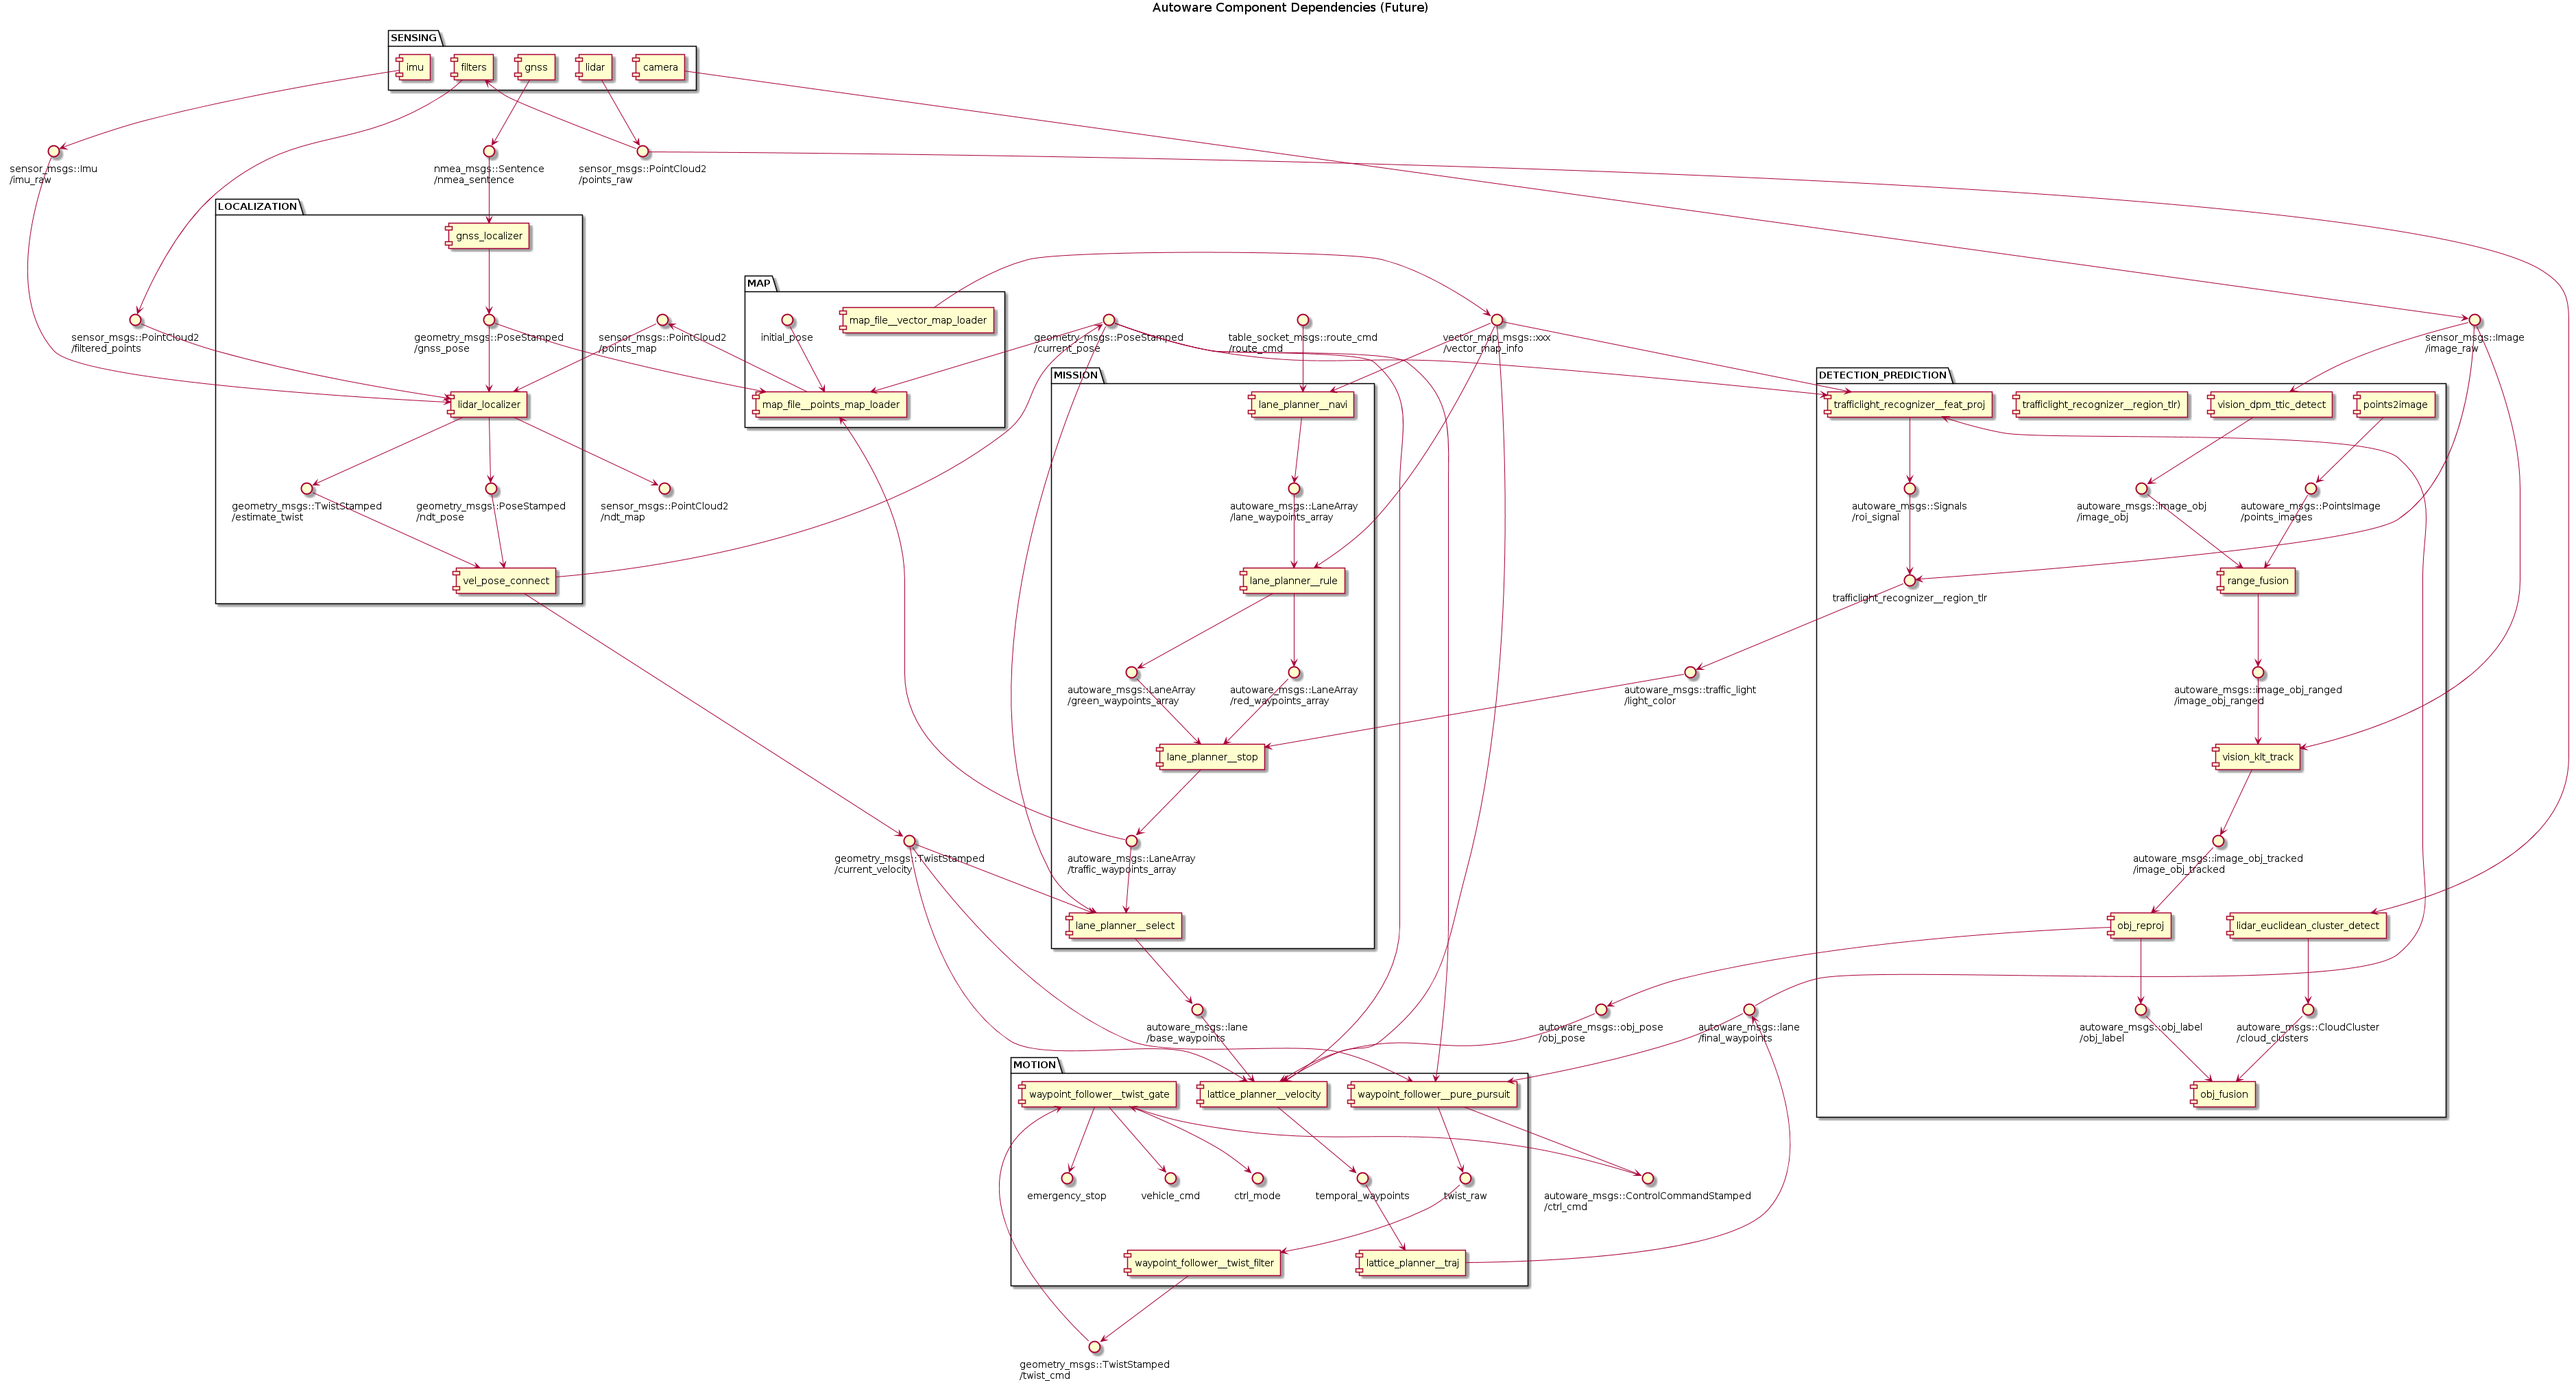 Autoware Component Dependencies (Future)
SENSING
imu
filters
gnss
lidar
camera
sensor_msgs::Imu
/imu_raw
nmea_msgs::Sentence
/nmea_sentence
sensor_msgs::PointCloud2
/points_raw
LOCALIZATION
gnss_localizer
MAP
map_file__vector_map_loader
sensor_msgs::PointCloud2
/filtered_points
geometry_msgs::PoseStamped
/gnss_pose
sensor_msgs::PointCloud2
/points_map
initial_pose
geometry_msgs::PoseStamped
/current_pose
table_socket_msgs::route_cmd
/route_cmd
vector_map_msgs::xxx
/vector_map_info
sensor_msgs::Image
/image_raw
MISSION
DETECTION_PREDICTION
lidar_localizer
map_file__points_map_loader
lane_planner__navi
trafficlight_recognizer__feat_proj
trafficlight_recognizer__region_tlr)
vision_dpm_ttic_detect
points2image
geometry_msgs::TwistStamped
/estimate_twist
geometry_msgs::PoseStamped
/ndt_pose
sensor_msgs::PointCloud2
/ndt_map
autoware_msgs::LaneArray
/lane_waypoints_array
autoware_msgs::Signals
/roi_signal
autoware_msgs::image_obj
/image_obj
autoware_msgs::PointsImage
/points_images
vel_pose_connect
lane_planner__rule
range_fusion
trafficlight_recognizer__region_tlr
autoware_msgs::LaneArray
/green_waypoints_array
autoware_msgs::LaneArray
/red_waypoints_array
autoware_msgs::traffic_light
/light_color
autoware_msgs::image_obj_ranged
/image_obj_ranged
lane_planner__stop
vision_klt_track
geometry_msgs::TwistStamped
/current_velocity
autoware_msgs::LaneArray
/traffic_waypoints_array
autoware_msgs::image_obj_tracked
/image_obj_tracked
lane_planner__select
obj_reproj
lidar_euclidean_cluster_detect
autoware_msgs::lane
/base_waypoints
autoware_msgs::obj_pose
/obj_pose
autoware_msgs::lane
/final_waypoints
autoware_msgs::obj_label
/obj_label
autoware_msgs::CloudCluster
/cloud_clusters
MOTION
waypoint_follower__twist_gate
lattice_planner__velocity
waypoint_follower__pure_pursuit
obj_fusion
emergency_stop
vehicle_cmd
ctrl_mode
temporal_waypoints
twist_raw
autoware_msgs::ControlCommandStamped
/ctrl_cmd
waypoint_follower__twist_filter
lattice_planner__traj
geometry_msgs::TwistStamped
/twist_cmd